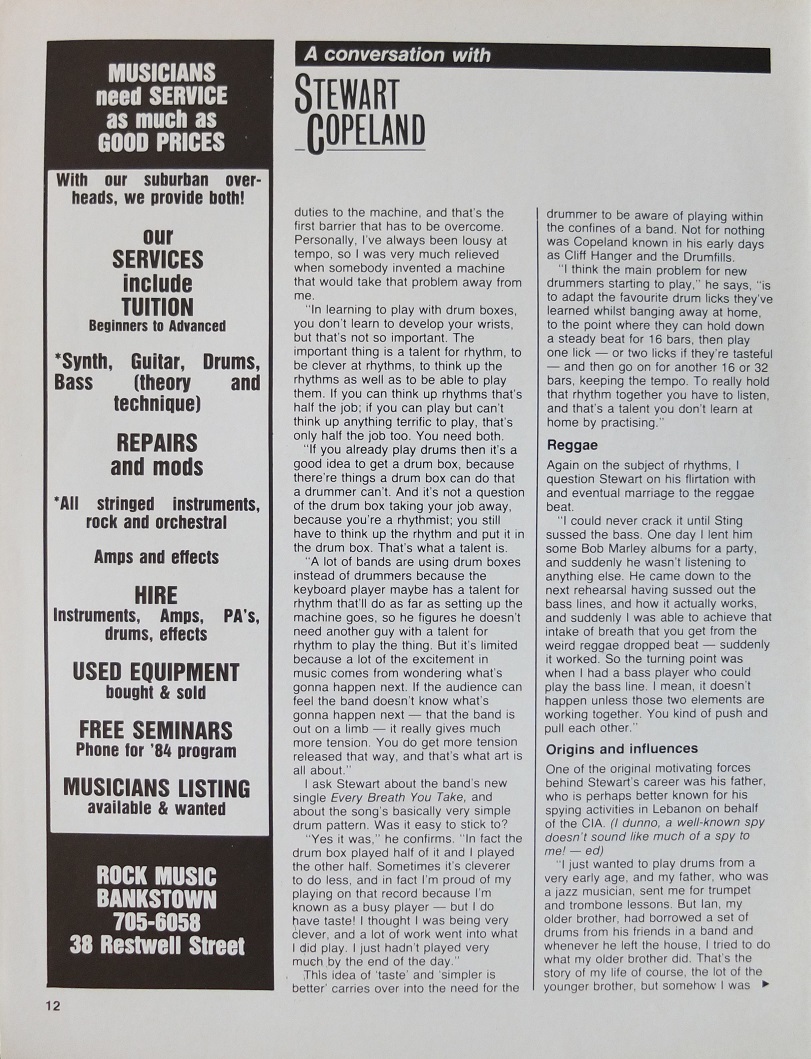 MUSICIANS
need SERVICE
as much as
GOOD PRICES
With our suburban over-
heads, we provide both!
our
SERVICES
include
TUITION
Beginners to Advanced
*Synth, Guitar, Drums,
Bass (theory and
technique)
REPAIRS
and mods
*All stringed instruments,
rock and orchestral
Amps and effects
HIRE
Instruments, Amps, PA's,
drums, effects
USED EQUIPMENT
bought & sold
FREE SEMINARS
Phone for '84 program
MUSICIANS LISTING
available & wanted
ROCK MUSIC
BANKSTOWN
705-6058
38 Restwell Street
12
A conversation with
STEWART
COPELAND
duties to the machine, and that's the
first barrier that has to be overcome.
Personally, I've always been lousy at
tempo, so I was very much relieved
when somebody invented a machine
that would take that problem away from
me.
"In learning to play with drum boxes,
you don't learn to develop your wrists,
but that's not so important. The
important thing is a talent for rhythm, to
be clever at rhythms, to think up the
rhythms as well as to be able to play
them. If you can think up rhythms that's
half the job; if you can play but can't
think up anything terrific to play, that's
only half the job too. You need both.
"If you already play drums then it's a
good idea to get a drum box, because
there're things a drum box can do that
a drummer can't. And it's not a question
of the drum box taking your job away,
because you're a rhythmist; you still
have to think up the rhythm and put it in
the drum box. That's what a talent is.
"A lot of bands are using drum boxes
instead of drummers because the
keyboard player maybe has a talent for
rhythm that'll do as far as setting up the
machine goes, so he figures he doesn't
need another guy with a talent for
rhythm to play the thing. But it's limited
because a lot of the excitement in
music comes from wondering what's
gonna happen next. If the audience can
feel the band doesn't know what's
gonna happen next — that the band is
out on a limb — it really gives much
more tension. You do get more tension
released that way, and that's what art is
all about."
I ask Stewart about the band's new
single Every Breath You Take, and
about the song's basically very simple
drum pattern. Was it easy to stick to?
"Yes it was," he confirms. "In fact the
drum box played half of it and I played
the other half. Sometimes it's cleverer
to do less, and in fact I'm proud of my
playing on that record because I'm
known as a busy player — but I do
have taste! I thought I was being very
clever, and a lot of work went into what
I did play. I just hadn't played very
much by the end of the day."
This idea of 'taste' and 'simpler is
better' carries over into the need for the
drummer to be aware of playing within
the confines of a band. Not for nothing
was Copeland known in his early days
as Cliff Hanger and the Drumfills.
"I think the main problem for new
drummers starting to play," he says, "is
to adapt the favourite drum licks they've
learned whilst banging away at home,
to the point where they can hold down
a steady beat for 16 bars, then play
one lick — or two licks if they're tasteful
— and then go on for another 16 or 32
bars, keeping the tempo. To really hold
that rhythm together you have to listen,
and that's a talent you don't learn at
home by practising."
Reggae
Again on the subject of rhythms, I
question Stewart on his flirtation with
and eventual marriage to the reggae
beat.
"I could never crack it until Sting
sussed the bass. One day I lent him
some Bob Marley albums for a party,
and suddenly he wasn't listening to
anything else. He came down to the
next rehearsal having sussed out the
bass lines, and how it actually works,
and suddenly I was able to achieve that
intake of breath that you get from the
weird reggae dropped beat — suddenly
it worked. So the turning point was
when I had a bass player who could
play the bass line. I mean, it doesn't
happen unless those two elements are
working together. You kind of push and
pull each other."
Origins and influences
One of the original motivating forces
behind Stewart's career was his father,
who is perhaps better known for his
spying activities in Lebanon on behalf
of the CIA. (I dunno, a well-known spy
doesn't sound like much of a spy to
me! — ed)
"I just wanted to play drums from a
very early age, and my father, who was
a jazz musician, sent me for trumpet
and trombone lessons. But Ian, my
older brother, had borrowed a set of
drums from his friends in a band and
whenever he left the house, I tried to do
what my older brother did. That's the
story of my life of course, the lot of the
younger brother, but somehow I was ►